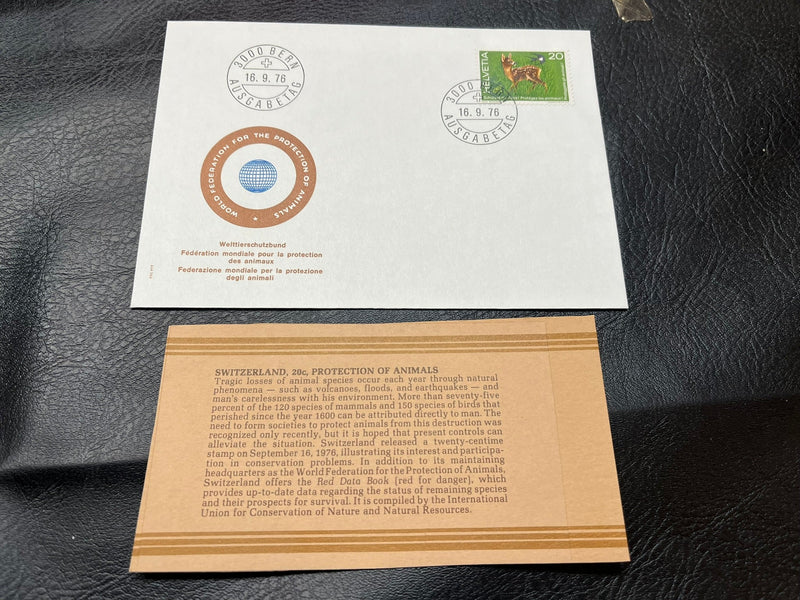 3000 BERN
16. 9. 76
AUSGABETAG
HELVETIA
20
3000 BERN
16. 9. 76
AUSGABETAG
WORLD FEDERATION FOR THE PROTECTION OF ANIMALS
Welttierschutzbund
Fédération mondiale pour la protection
des animaux
Federazione mondiale per la protezione
degli animali
SWITZERLAND, 20c, PROTECTION OF ANIMALS
Tragic losses of animal species occur each year through natural
phenomena — such as volcanoes, floods, and earthquakes — and
man's carelessness with his environment. More than seventy-five
percent of the 120 species of mammals and 150 species of birds that
perished since the year 1600 can be attributed directly to man. The
need to form societies to protect animals from this destruction was
recognized only recently, but it is hoped that present controls can
alleviate the situation. Switzerland released a twenty-centime
stamp on September 16, 1976, illustrating its interest and participa-
tion in conservation problems. In addition to its maintaining
headquarters as the World Federation for the Protection of Animals,
Switzerland offers the Red Data Book (red for danger), which
provides up-to-date data regarding the status of remaining species
and their prospects for survival. It is compiled by the International
Union for Conservation of Nature and Natural Resources.